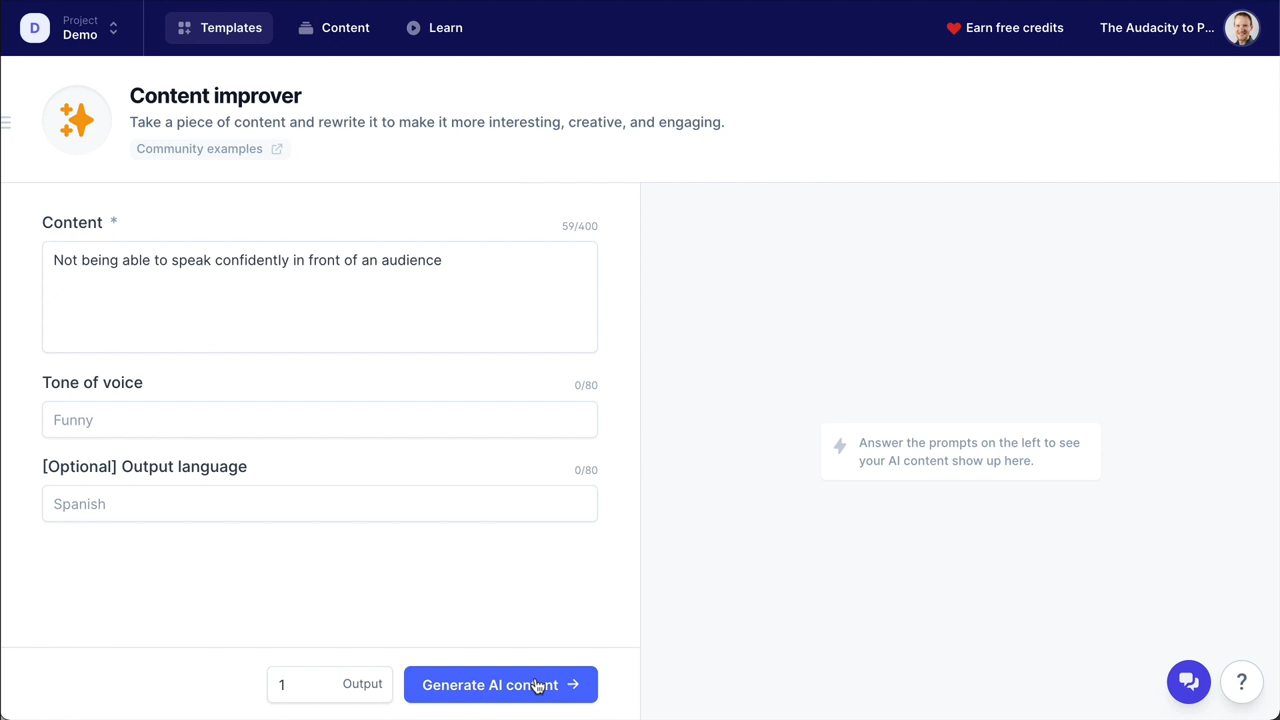 D
Project
Demo
Templates
Content
Learn
Earn free credits
The Audacity to P...
Content improver
Take a piece of content and rewrite it to make it more interesting, creative, and engaging.
Community examples
Content *
59/400
Not being able to speak confidently in front of an audience
Tone of voice
0/80
Funny
[Optional] Output language
0/80
Spanish
Answer the prompts on the left to see
your AI content show up here.
1 Output
Generate AI content →
?